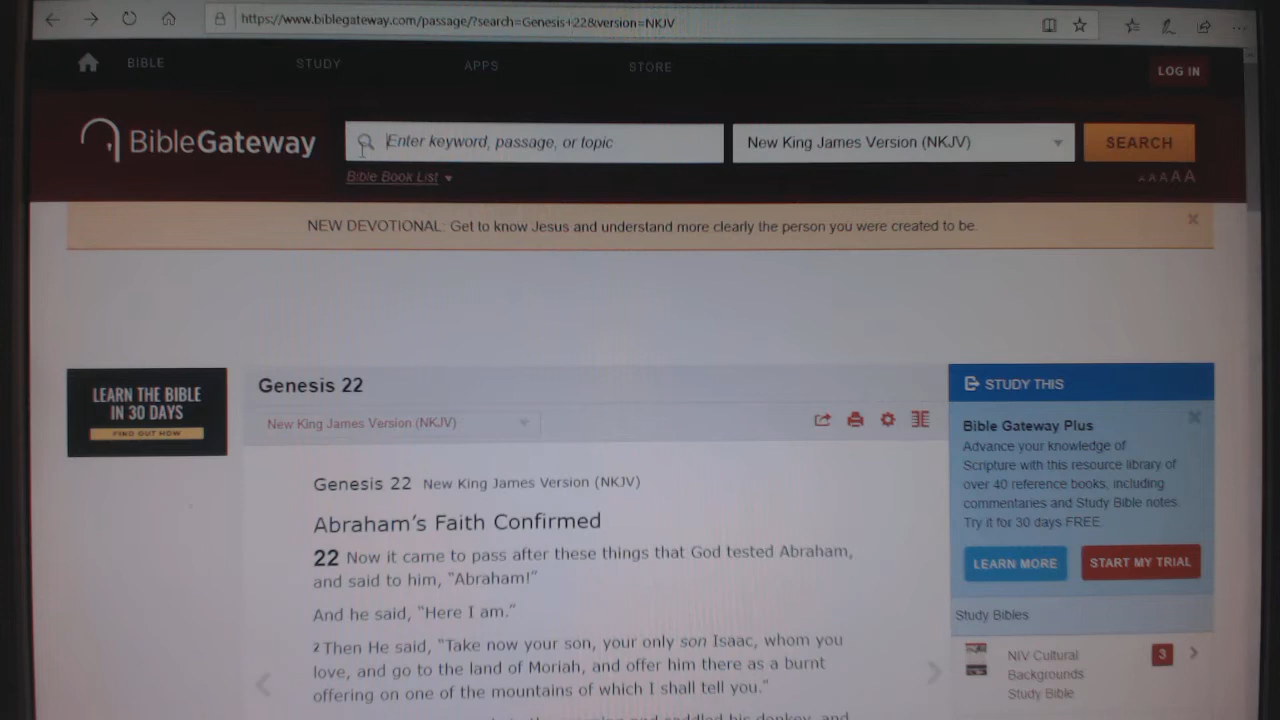 https://www.biblegateway.com/passage/?search=Genesis+22&version=NKJV
BIBLE STUDY APPS STORE LOG IN
BibleGateway
Enter keyword, passage, or topic
New King James Version (NKJV)
SEARCH
Bible Book List
AAAAA
NEW DEVOTIONAL: Get to know Jesus and understand more clearly the person you were created to be.
LEARN THE BIBLE
IN 30 DAYS
FIND OUT HOW
Genesis 22
New King James Version (NKJV)
Genesis 22 New King James Version (NKJV)
Abraham's Faith Confirmed
22 Now it came to pass after these things that God tested Abraham,
and said to him, “Abraham!”
And he said, “Here I am.”
2 Then He said, “Take now your son, your only son Isaac, whom you
love, and go to the land of Moriah, and offer him there as a burnt
offering on one of the mountains of which I shall tell you.”
saddled his donkey, and
STUDY THIS
Bible Gateway Plus
Advance your knowledge of
Scripture with this resource library of
over 40 reference books, including
commentaries and Study Bible notes.
Try it for 30 days FREE.
LEARN MORE
START MY TRIAL
Study Bibles
NIV Cultural
Backgrounds
Study Bible
3